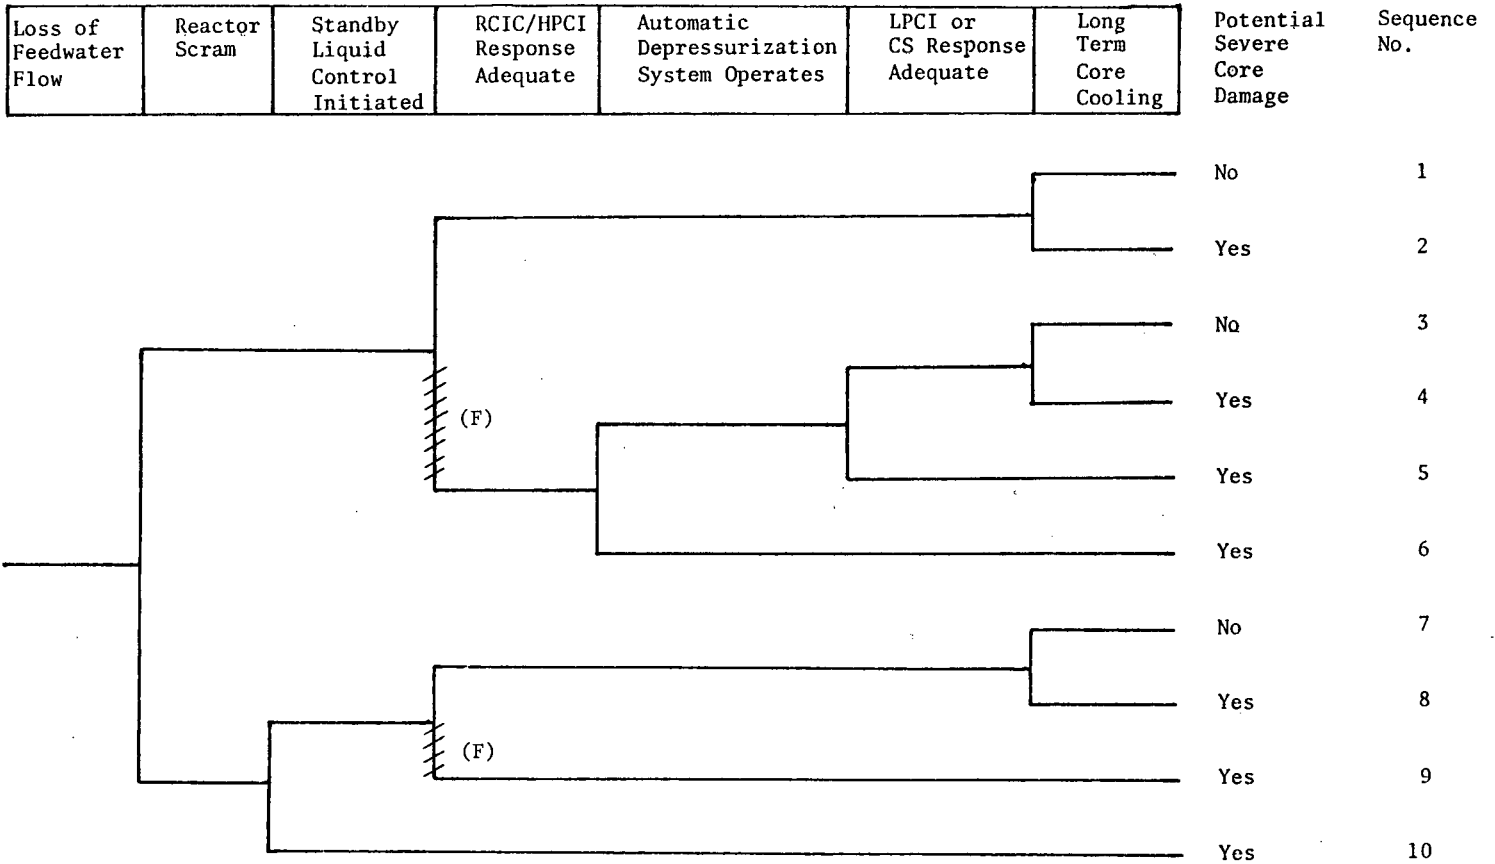 Loss of
Feedwater
Flow
Reactor
Scram
Standby
Liquid
Control
Initiated
RCIC/HPCI
Response
Adequate
Automatic
Depressurization
System Operates
LPCI or
CS Response
Adequate
Long
Term
Core
Cooling
Potential
Severe
Core
Damage
Sequence
No.
No 1
Yes 2
No 3
(F)
Yes 4
Yes 5
Yes 6
No 7
Yes 8
(F)
Yes 9
Yes 10